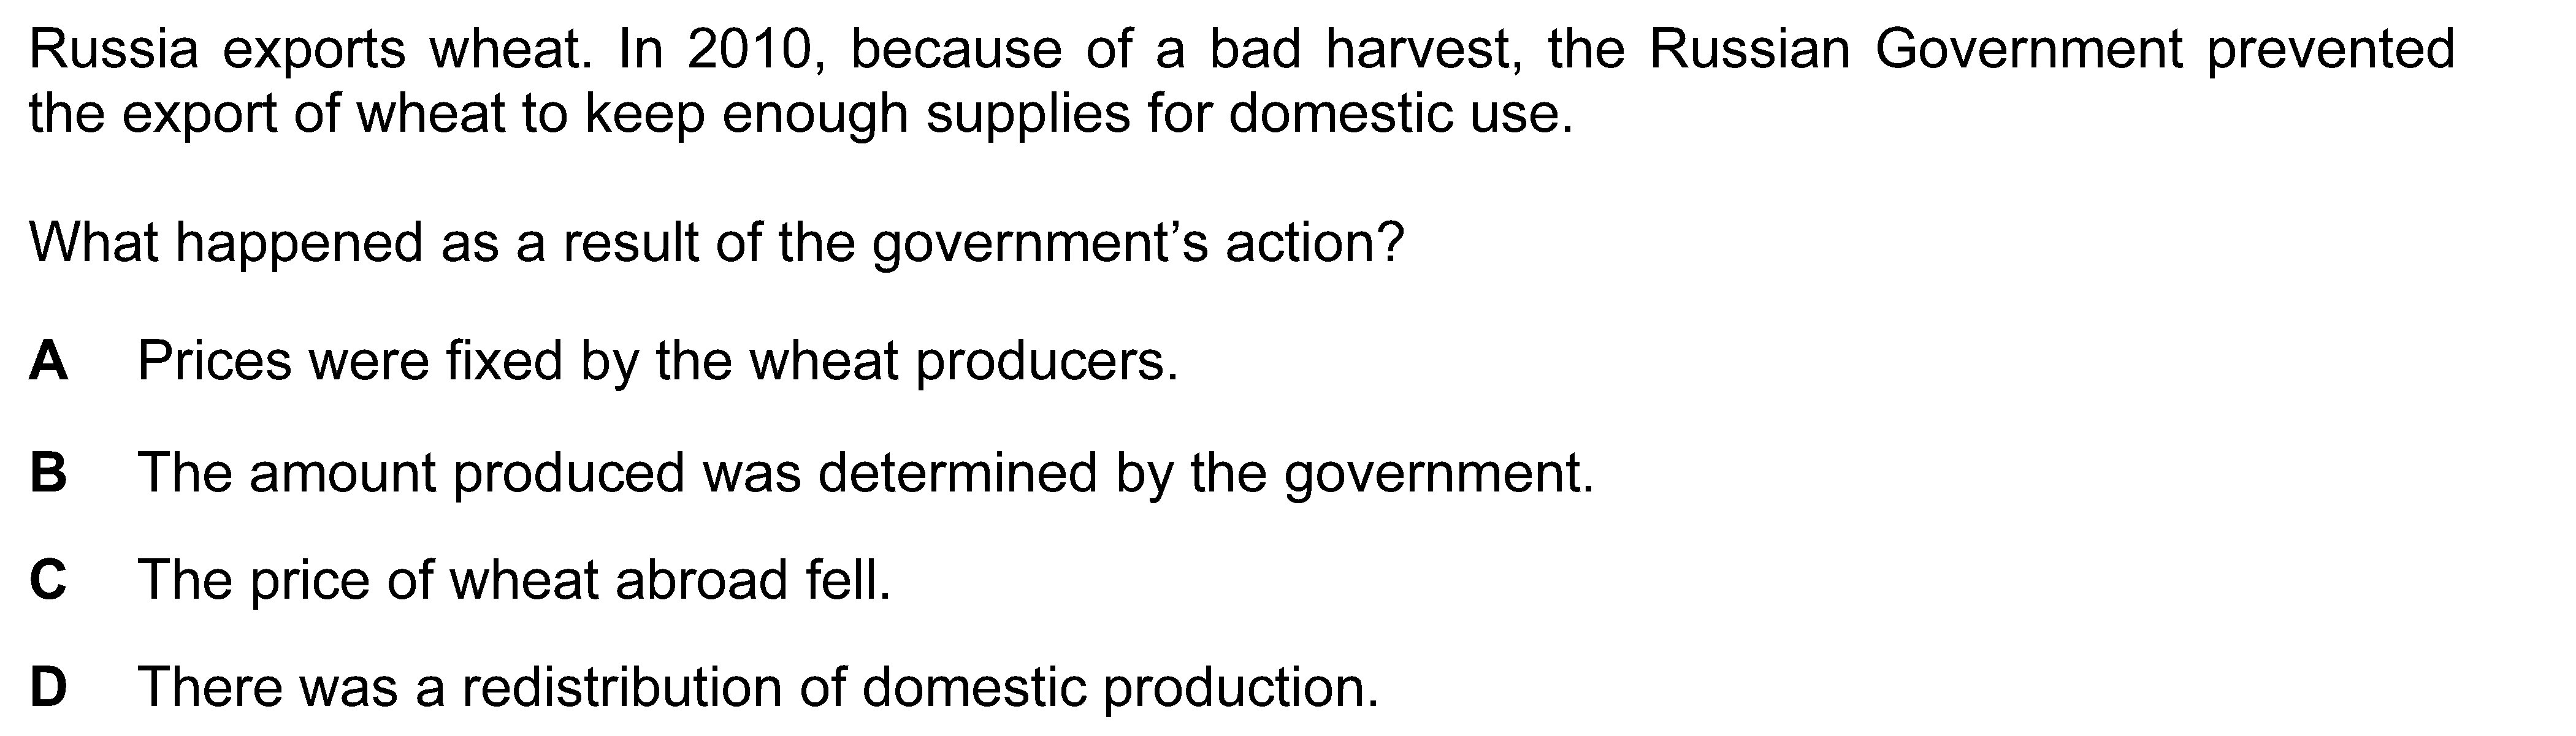 Russia exports wheat. In 2010, because of a bad harvest, the Russian Government prevented
the export of wheat to keep enough supplies for domestic use.
What happened as a result of the government’s action?
A Prices were fixed by the wheat producers.
B The amount produced was determined by the government.
C The price of wheat abroad fell.
D There was a redistribution of domestic production.